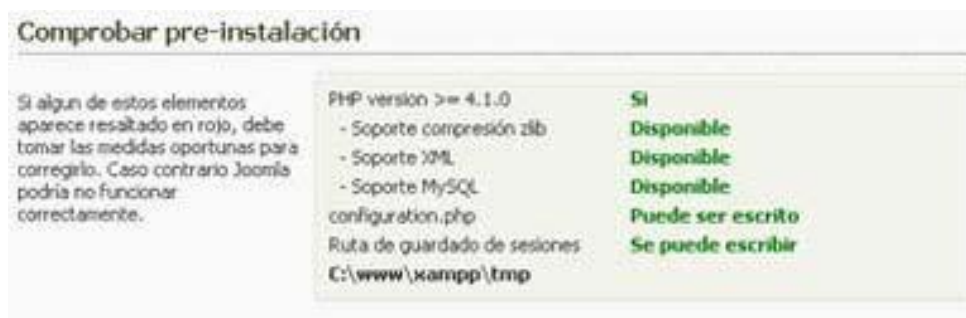 Comprobar pre-instalación
Si algun de estos elementos
aparece resaltado en rojo, debe
tomar las medidas oportunas para
corregirlo. Caso contrario Joomla
podría no funcionar
correctamente.
PHP version >= 4.1.0 Si
- Soporte compresión zlib Disponible
- Soporte XML Disponible
- Soporte MySQL Disponible
configuration.php Puede ser escrito
Ruta de guardado de sesiones Se puede escribir
C:\www\xampp\tmp